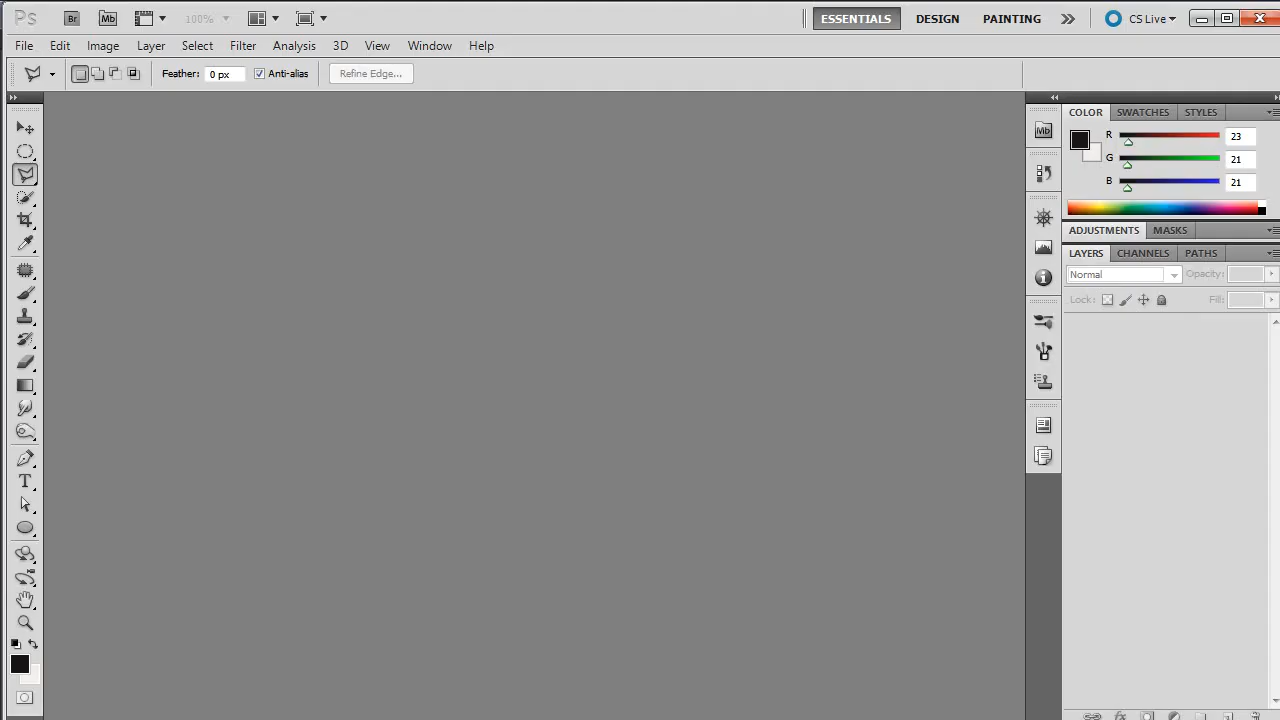 Ps Br Mb 100% ESSENTIALS DESIGN PAINTING CS Live
File Edit Image Layer Select Filter Analysis 3D View Window Help
Feather: 0 px Anti-alias Refine Edge...
COLOR SWATCHES STYLES
Mb
R 23
G 21
B 21
ADJUSTMENTS MASKS
LAYERS CHANNELS PATHS
Normal Opacity:
Lock: Fill:
T
fx